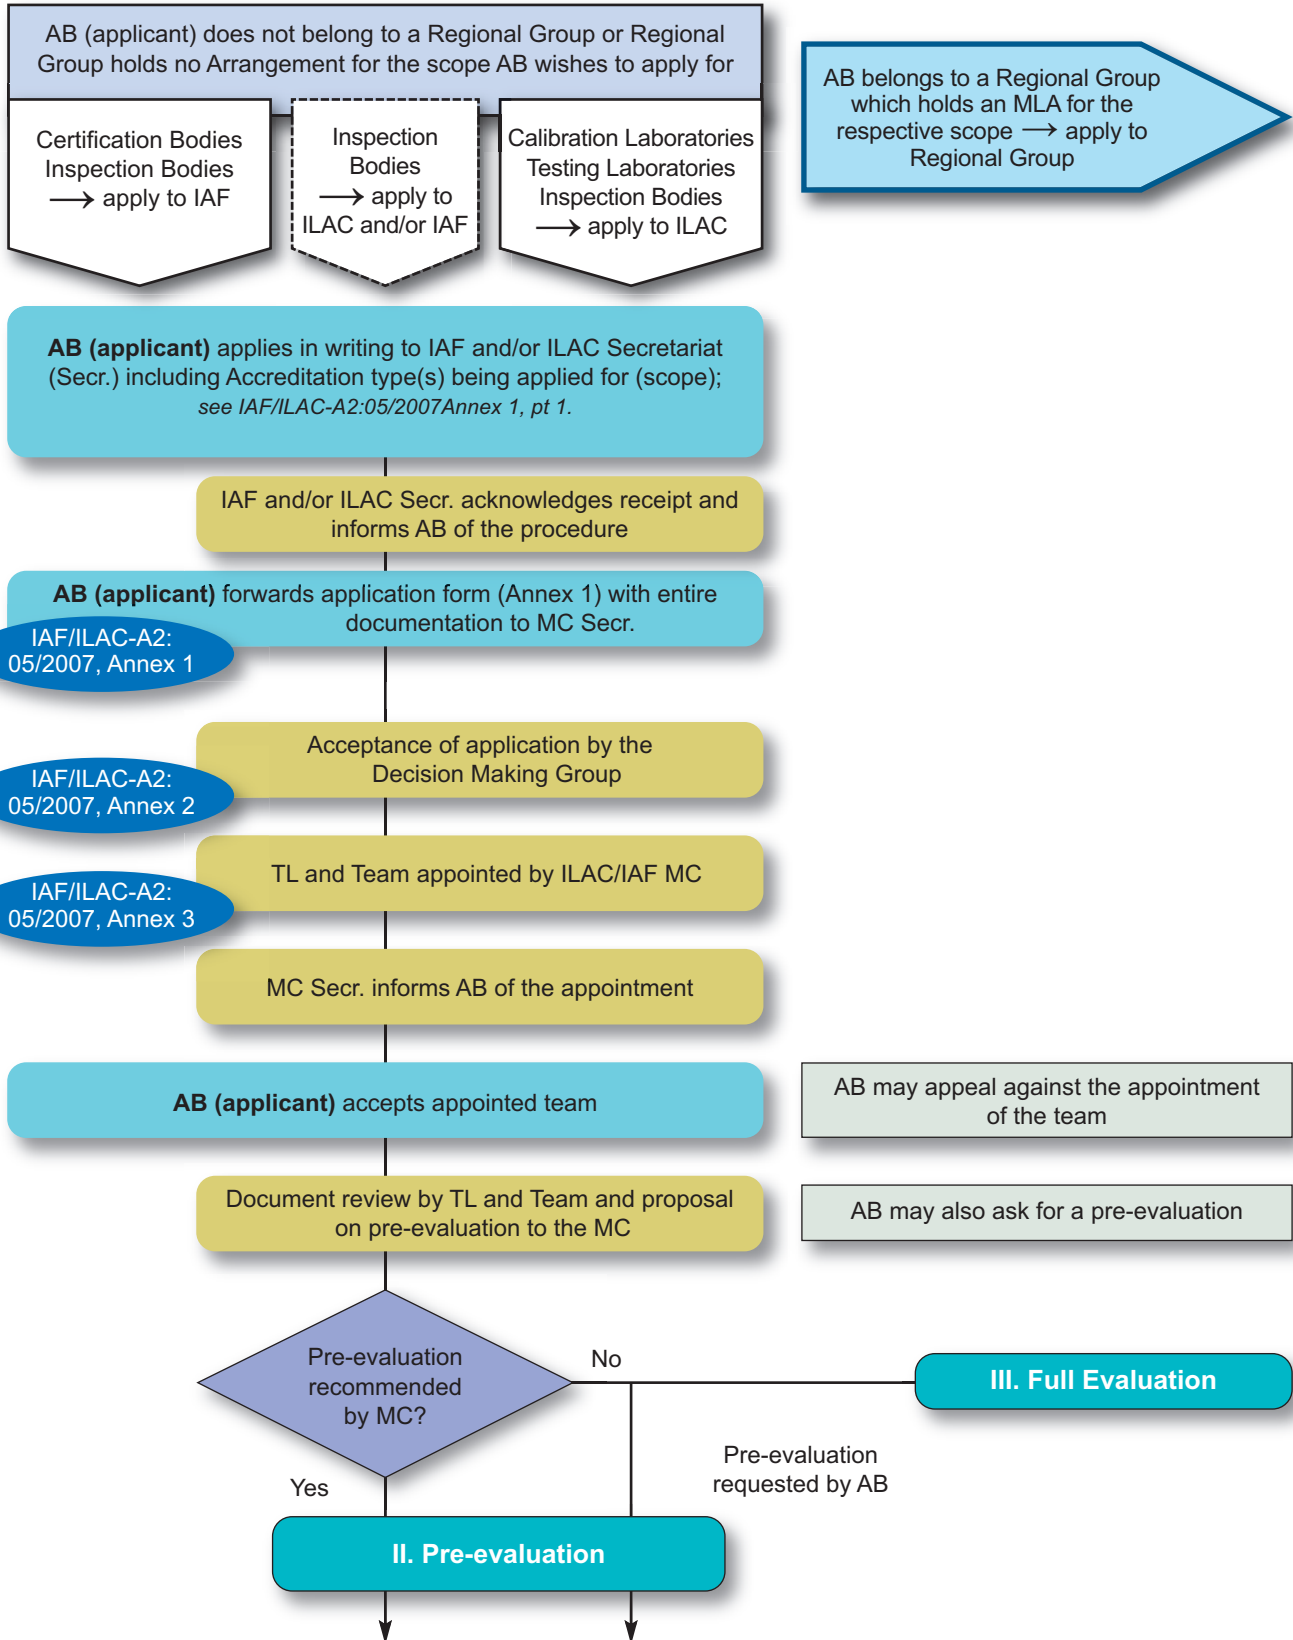 AB (applicant) does not belong to a Regional Group or Regional
Group holds no Arrangement for the scope AB wishes to apply for
AB belongs to a Regional Group
which holds an MLA for the
respective scope → apply to
Regional Group
Certification Bodies
Inspection Bodies
→ apply to IAF
Inspection
Bodies
→ apply to
ILAC and/or IAF
Calibration Laboratories
Testing Laboratories
Inspection Bodies
→ apply to ILAC
AB (applicant) applies in writing to IAF and/or ILAC Secretariat
(Secr.) including Accreditation type(s) being applied for (scope);
see IAF/ILAC-A2:05/2007Annex 1, pt 1.
IAF and/or ILAC Secr. acknowledges receipt and
informs AB of the procedure
AB (applicant) forwards application form (Annex 1) with entire
documentation to MC Secr.
IAF/ILAC-A2:
05/2007, Annex 1
Acceptance of application by the
Decision Making Group
IAF/ILAC-A2:
05/2007, Annex 2
TL and Team appointed by ILAC/IAF MC
IAF/ILAC-A2:
05/2007, Annex 3
MC Secr. informs AB of the appointment
AB (applicant) accepts appointed team
AB may appeal against the appointment
of the team
Document review by TL and Team and proposal
on pre-evaluation to the MC
AB may also ask for a pre-evaluation
Pre-evaluation
recommended
by MC?
No
III. Full Evaluation
Pre-evaluation
requested by AB
Yes
II. Pre-evaluation